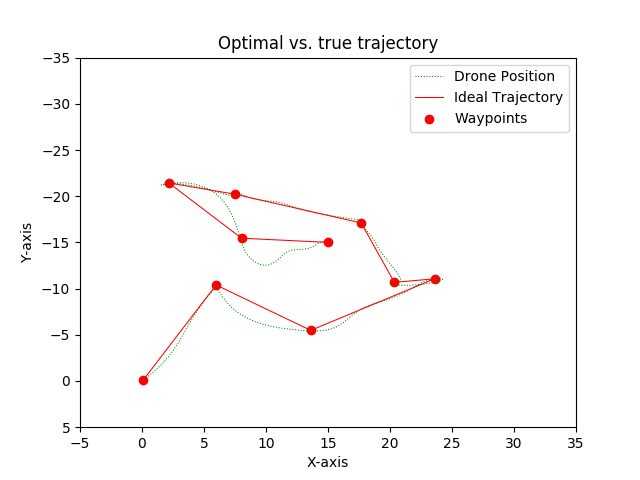 Optimal vs. true trajectory
Drone Position
Ideal Trajectory
Waypoints
Y-axis
−35
−30
−25
−20
−15
−10
−5
0
5
−5 0 5 10 15 20 25 30 35
X-axis